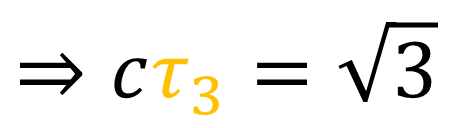 ⇒ cτ₃ = √3